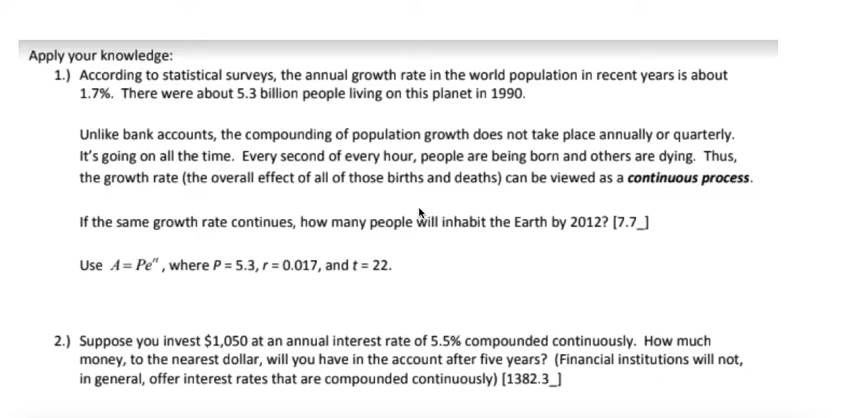 Apply your knowledge:
1.) According to statistical surveys, the annual growth rate in the world population in recent years is about
1.7%. There were about 5.3 billion people living on this planet in 1990.
Unlike bank accounts, the compounding of population growth does not take place annually or quarterly.
It's going on all the time. Every second of every hour, people are being born and others are dying. Thus,
the growth rate (the overall effect of all of those births and deaths) can be viewed as a continuous process.
If the same growth rate continues, how many people will inhabit the Earth by 2012? [7.7_]
Use A = Pe^rt , where P = 5.3, r = 0.017, and t = 22.
2.) Suppose you invest $1,050 at an annual interest rate of 5.5% compounded continuously. How much
money, to the nearest dollar, will you have in the account after five years? (Financial institutions will not,
in general, offer interest rates that are compounded continuously) [1382.3_]